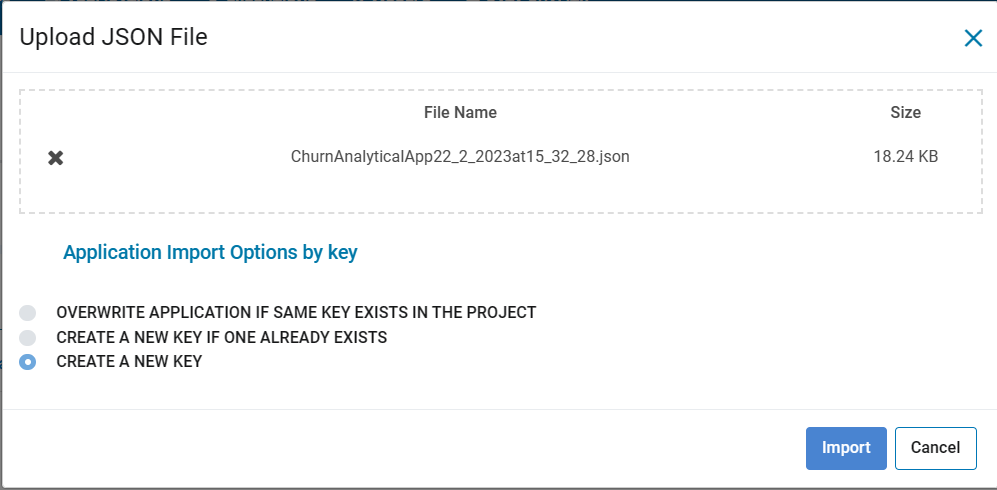 Upload JSON File
File Name Size
ChurnAnalyticalApp22_2_2023at15_32_28.json 18.24 KB
Application Import Options by key
OVERWRITE APPLICATION IF SAME KEY EXISTS IN THE PROJECT
CREATE A NEW KEY IF ONE ALREADY EXISTS
CREATE A NEW KEY
Import Cancel